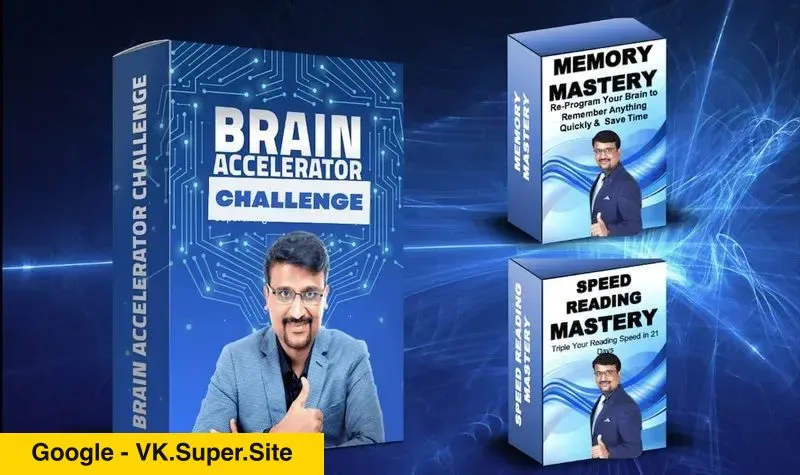 BRAIN ACCELERATOR CHALLENGE
BRAIN
ACCELERATOR
CHALLENGE
MEMORY
MASTERY
MEMORY
MASTERY
Re-Program Your Brain to
Remember Anything
Quickly & Save Time
SPEED READING
MASTERY
SPEED
READING
MASTERY
Triple Your Reading Speed in 21
Days
Google - VK.Super.Site